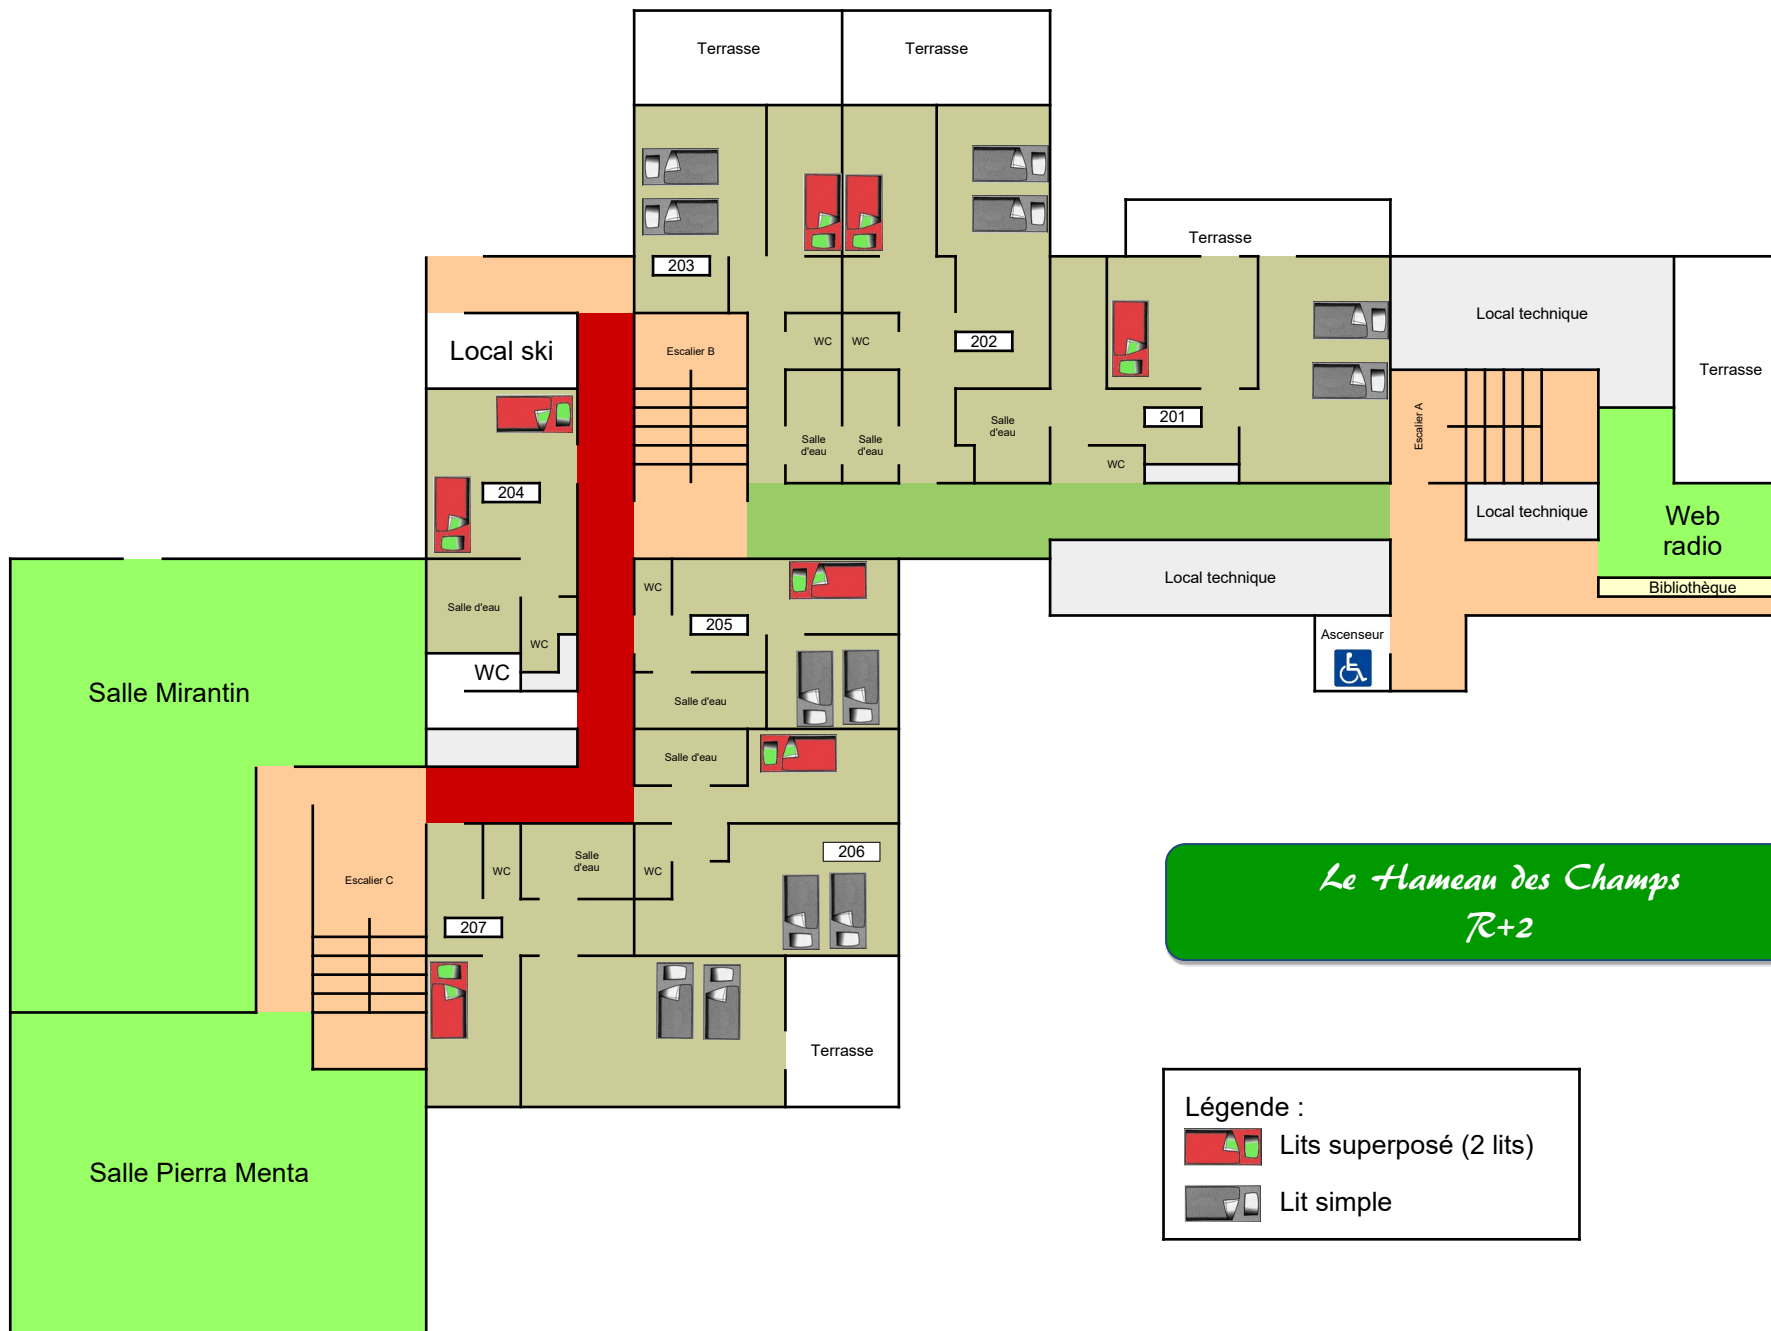 Terrasse
Terrasse
Terrasse
203
Local ski
Escalier B
WC
WC
202
Local technique
Terrasse
201
Escalier A
Salle
d'eau
Salle
d'eau
Salle
d'eau
WC
204
Local technique
Web
radio
Local technique
Bibliothèque
WC
Salle d'eau
205
WC
Ascenseur
WC
Salle Mirantin
Salle d'eau
Salle d'eau
206
Salle
d'eau
WC
WC
Escalier C
207
Le Hameau des Champs
R+2
Terrasse
Salle Pierra Menta
Légende :
Lits superposé (2 lits)
Lit simple